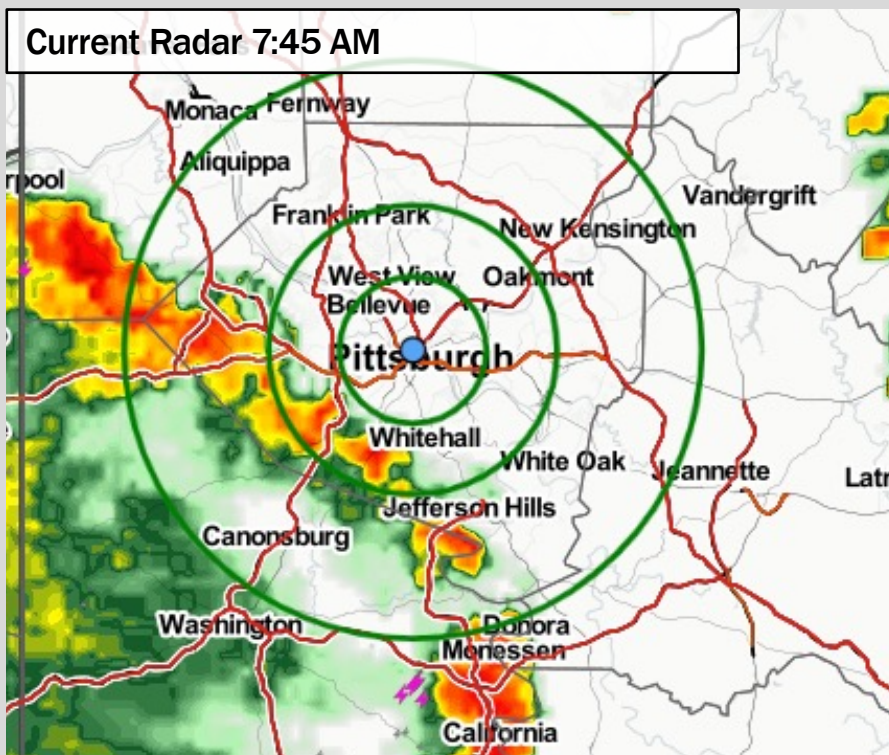 Current Radar 7:45 AM
Monaca Fernway
Aliquippa
rpool
Vandergrift
Franklin Park
New Kensington
West View Oakmont
Bellevue
Pittsburgh
Whitehall
White Oak
Jeannette
Latr
Jefferson Hills
Canonsburg
Washington
Donora
Monessen
California